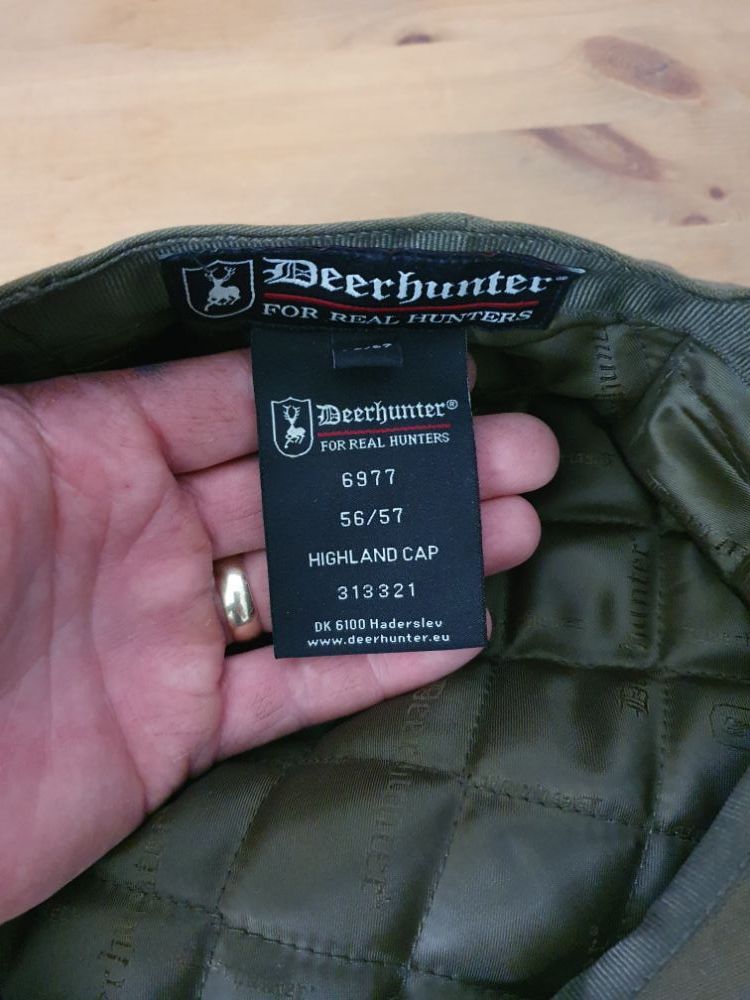 Deerhunter
FOR REAL HUNTERS
Deerhunter®
FOR REAL HUNTERS
6977
56/57
HIGHLAND CAP
313321
DK 6100 Haderslev
www.deerhunter.eu